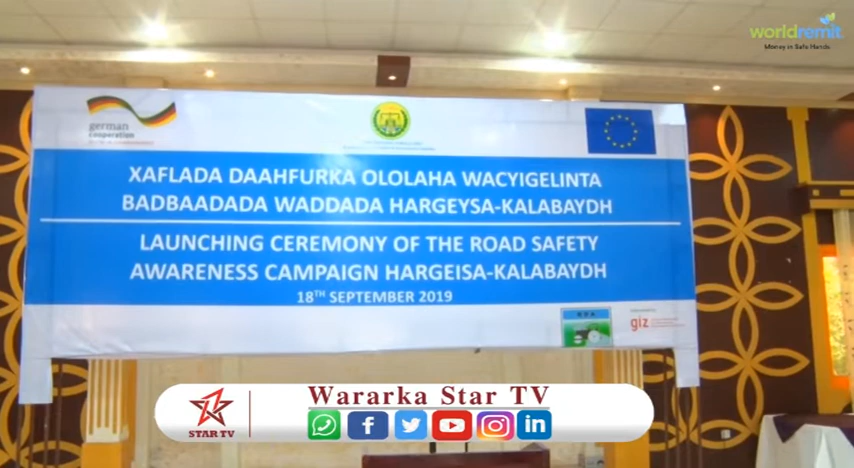 worldremit
Money in Safe Hands
german
cooperation
XAFLADA DAAHFURKA OLOLAHA WACYIGELINTA
BADBAADADA WADDADA HARGEYSA-KALABAYDH
LAUNCHING CEREMONY OF THE ROAD SAFETY
AWARENESS CAMPAIGN HARGEISA-KALABAYDH
18TH SEPTEMBER 2019
giz
STAR TV
Wararka Star TV